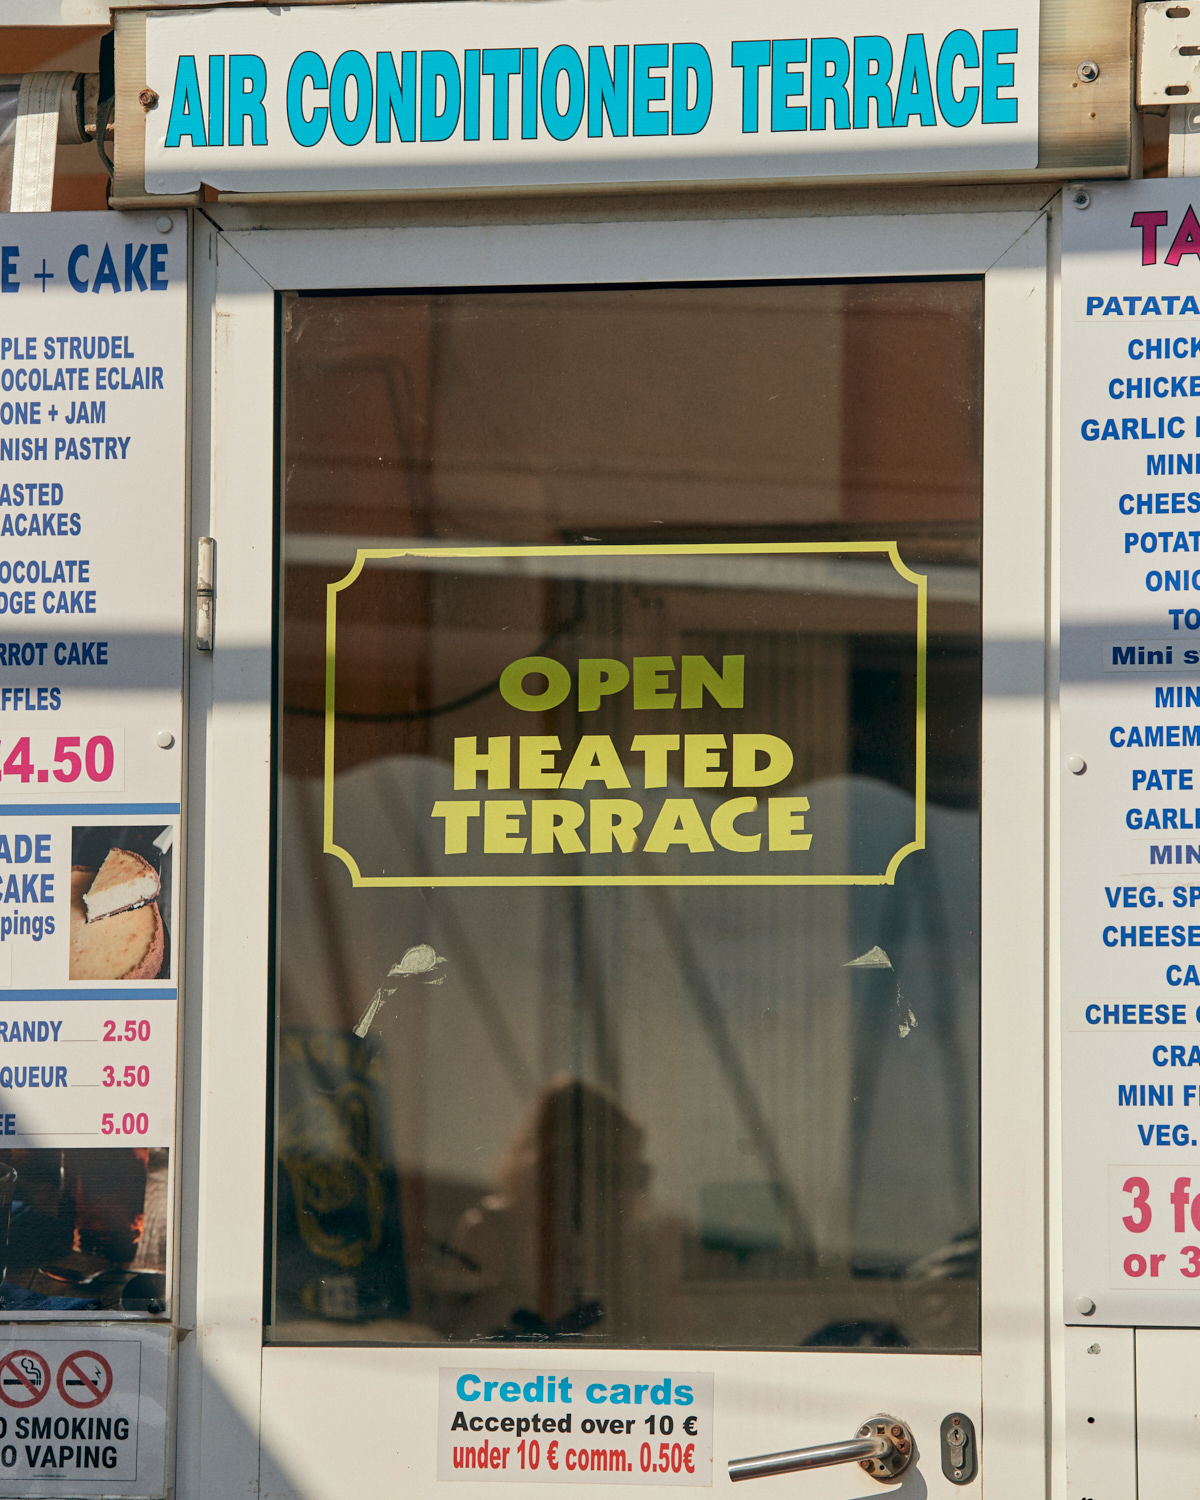 AIR CONDITIONED TERRACE
E + CAKE
PLE STRUDEL
OCOLATE ECLAIR
ONE + JAM
NISH PASTRY
ASTED
ACAKES
OCOLATE
DGE CAKE
RROT CAKE
FFLES
4.50
ADE
CAKE
pings
RANDY 2.50
QUEUR 3.50
EE 5.00
O SMOKING
O VAPING
OPEN
HEATED
TERRACE
Credit cards
Accepted over 10 €
under 10 € comm. 0.50€
TA
PATATA
CHICK
CHICKE
GARLIC
MINI
CHEES
POTAT
ONIO
TO
Mini s
MIN
CAMEM
PATE
GARLI
MIN
VEG. SP
CHEESE
CA
CHEESE
CRA
MINI F
VEG.
3 fo
or 3